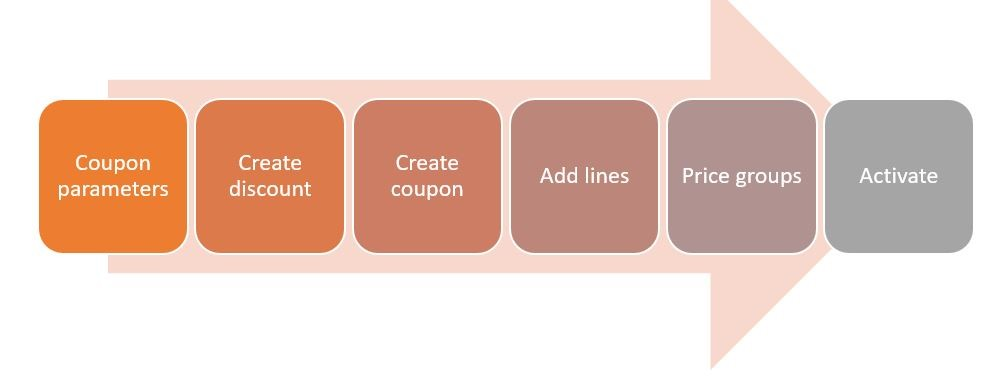 Coupon
parameters
Create
discount
Create
coupon
Add lines
Price groups
Activate